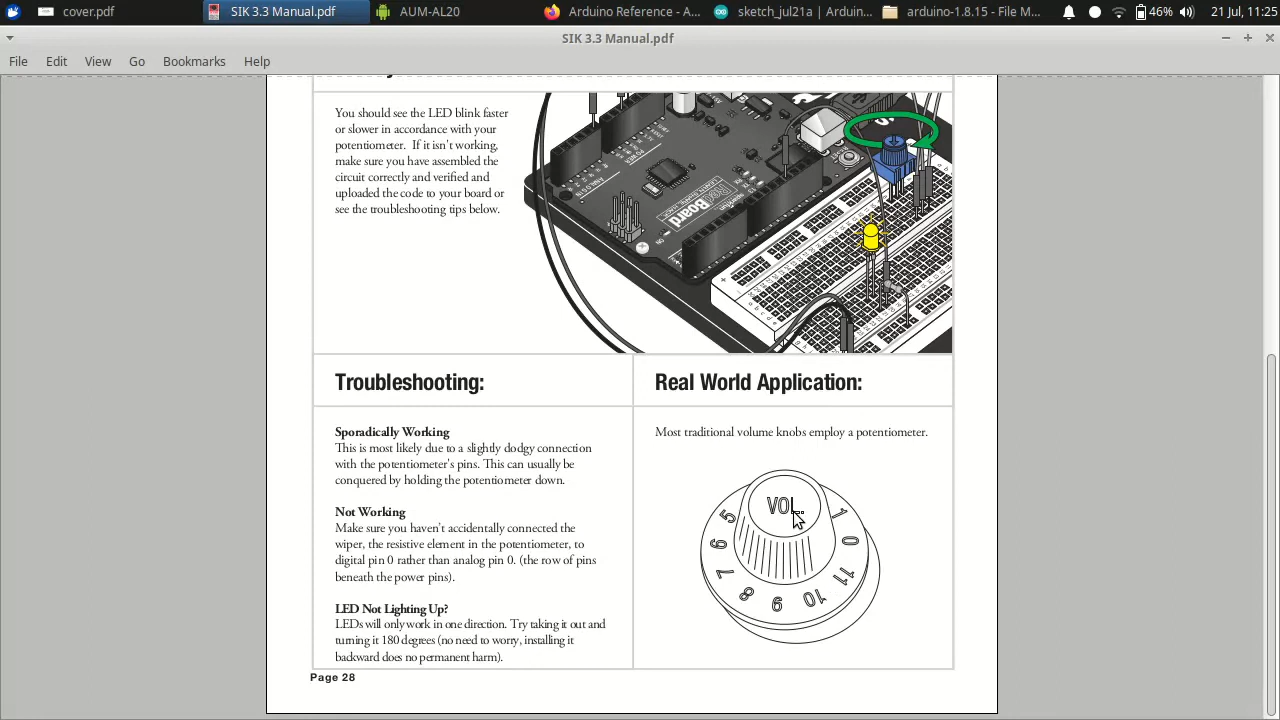 cover.pdf
SIK 3.3 Manual.pdf
AUM-AL20
Arduino Reference - A...
sketch_jul21a | Arduin...
arduino-1.8.15 - File M...
46%
21 Jul, 11:25
SIK 3.3 Manual.pdf
File Edit View Go Bookmarks Help
You should see the LED blink faster
or slower in accordance with your
potentiometer. If it isn't working,
make sure you have assembled the
circuit correctly and verified and
uploaded the code to your board or
see the troubleshooting tips below.
Troubleshooting:
Sporadically Working
This is most likely due to a slightly dodgy connection
with the potentiometer's pins. This can usually be
conquered by holding the potentiometer down.
Not Working
Make sure you haven't accidentally connected the
wiper, the resistive element in the potentiometer, to
digital pin 0 rather than analog pin 0. (the row of pins
beneath the power pins).
LED Not Lighting Up?
LEDs will only work in one direction. Try taking it out and
turning it 180 degrees (no need to worry, installing it
backward does no permanent harm).
Real World Application:
Most traditional volume knobs employ a potentiometer.
VOL.
5 6 7 8 9 10 11 0 1
Page 28